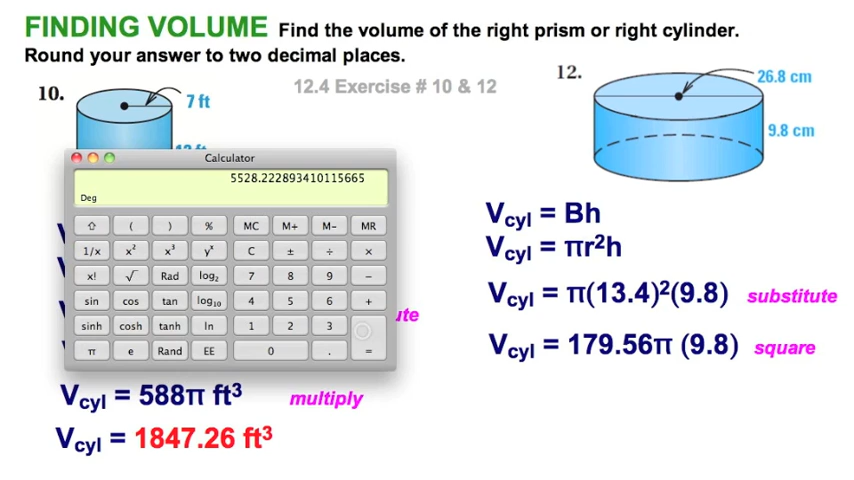 FINDING VOLUME Find the volume of the right prism or right cylinder.
Round your answer to two decimal places.
12.4 Exercise # 10 & 12
10.
7 ft
Calculator
5528.222893410115665
Deg
( ) % MC M+ M- MR
1/x x² x³ yˣ C ± ÷ ×
x! √ Rad log₂ 7 8 9 −
sin cos tan log₁₀ 4 5 6 +
sinh cosh tanh ln 1 2 3 =
π e Rand EE 0 .
ute
V_cyl = 588π ft³ multiply
V_cyl = 1847.26 ft³
12.
26.8 cm
9.8 cm
V_cyl = Bh
V_cyl = πr²h
V_cyl = π(13.4)²(9.8) substitute
V_cyl = 179.56π (9.8) square